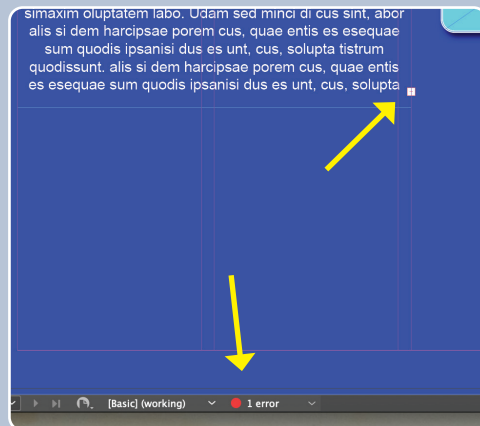 simaxim oluptatem labo. Udam sed minci di cus sint, abor
alis si dem harcipsae porem cus, quae entis es esequae
sum quodis ipsanisi dus es unt, cus, solupta tistrum
quodissunt. alis si dem harcipsae porem cus, quae entis
es esequae sum quodis ipsanisi dus es unt, cus, solupta
[Basic] (working) 1 error